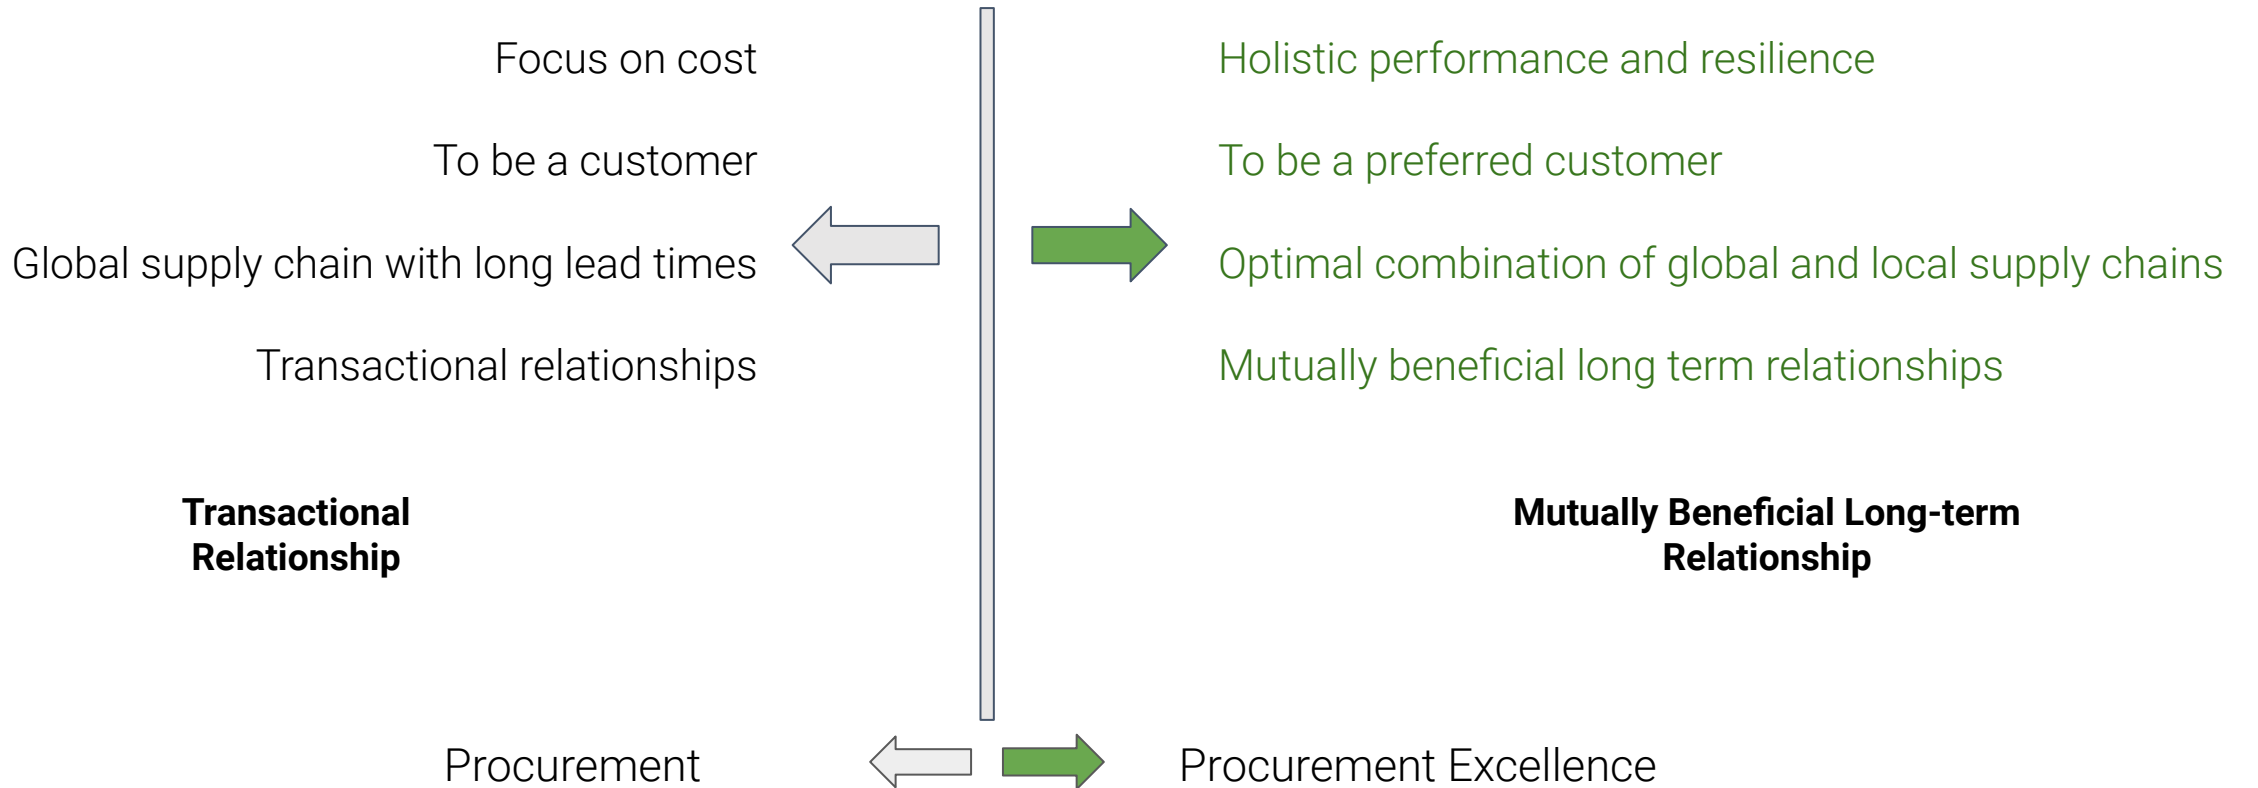 Focus on cost
Holistic performance and resilience
To be a customer
To be a preferred customer
Global supply chain with long lead times
Optimal combination of global and local supply chains
Transactional relationships
Mutually beneficial long term relationships
Transactional
Relationship
Mutually Beneficial Long-term
Relationship
Procurement
Procurement Excellence